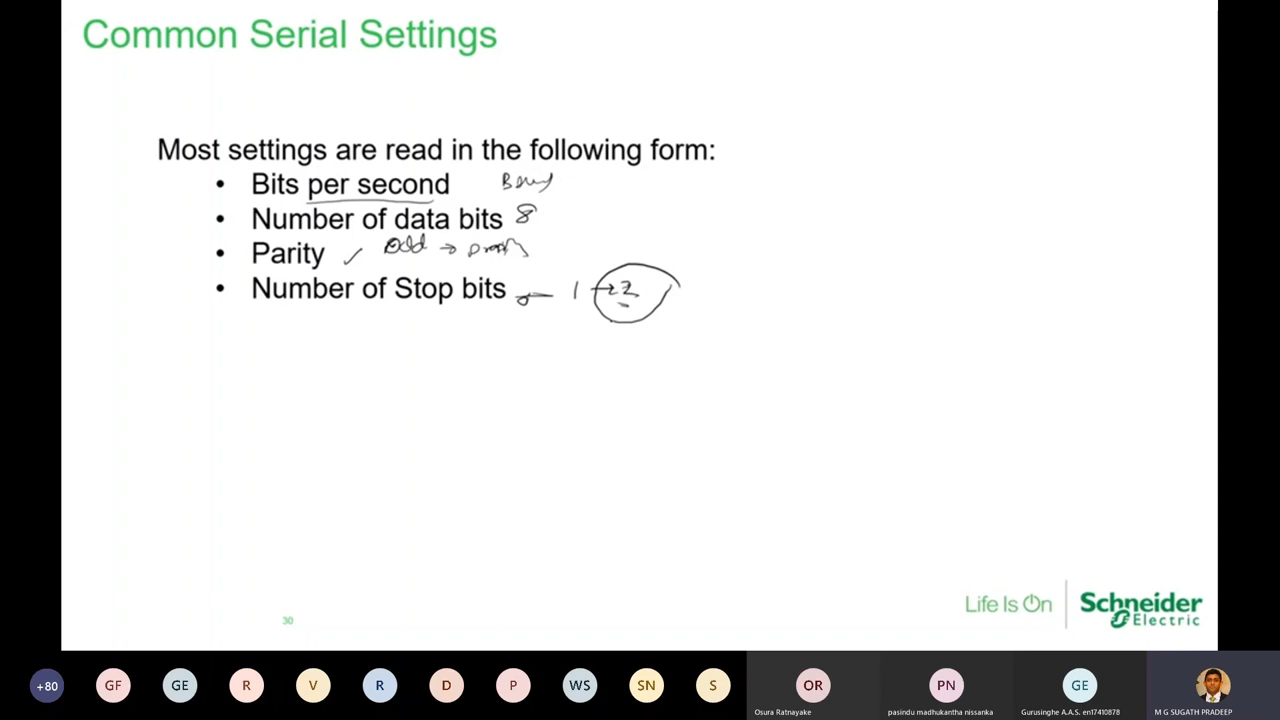 Common Serial Settings
Most settings are read in the following form:
• Bits per second
• Number of data bits 8
• Parity ✓ Odd →
• Number of Stop bits — 1 → 2
30
Life Is On | Schneider Electric
+80 GF GE R V R D P WS SN S OR PN GE
Osura Ratnayake pasindu madhukantha nissanka Gurusinghe A.A.S. en17410878 M G SUGATH PRADEEP